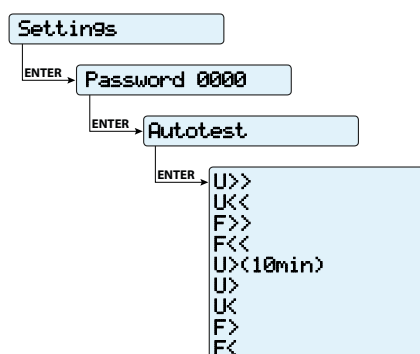 Settings
ENTER
Password 0000
ENTER
Autotest
ENTER
U>>
U<<
F>>
F<<
U>(10min)
U>
U<
F>
F<